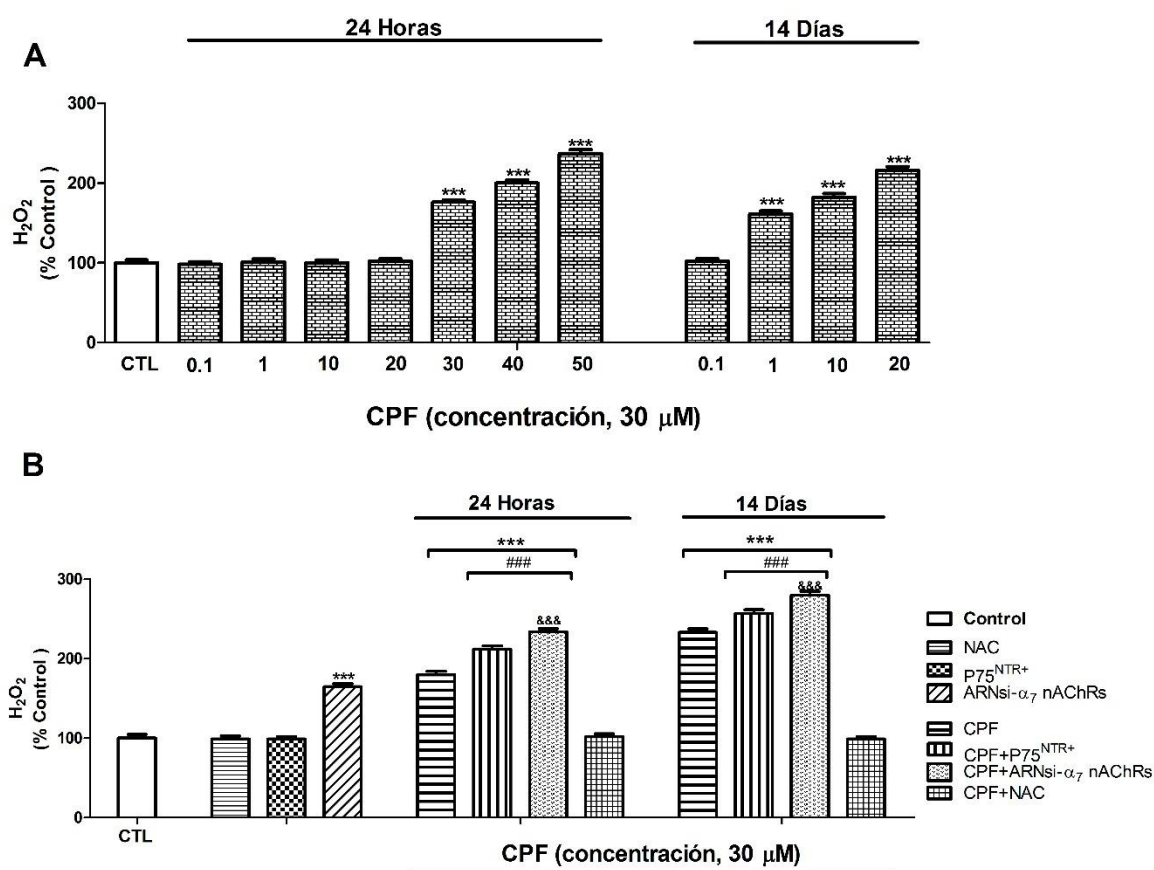 24 Horas 14 Días
A
300
200
100
0
H₂O₂
(% Control )
*** *** *** *** *** ***
CTL 0.1 1 10 20 30 40 50 0.1 1 10 20
CPF (concentración, 30 μM)
B
24 Horas 14 Días
*** ***
### ###
&&& &&&
***
300
200
100
0
H₂O₂
(% Control )
CTL
CPF (concentración, 30 μM)
Control
NAC
P75ᴺᵀᴿ⁺
ARNsi-α₇ nAChRs
CPF
CPF+P75ᴺᵀᴿ⁺
CPF+ARNsi-α₇ nAChRs
CPF+NAC